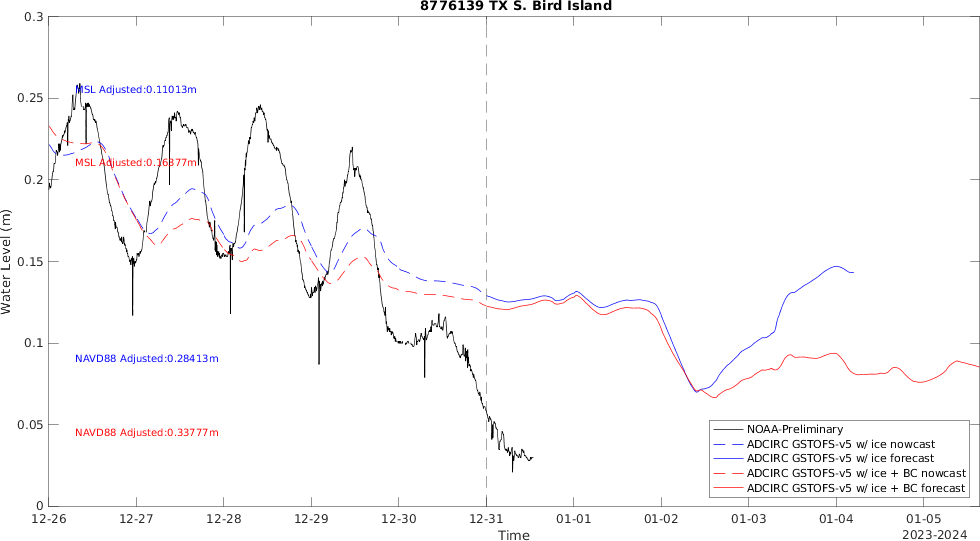 8776139 TX S. Bird Island
0.3
0.25
0.2
0.15
0.1
0.05
0
Water Level (m)
MSL Adjusted:0.11013m
MSL Adjusted:0.16377m
NAVD88 Adjusted:0.28413m
NAVD88 Adjusted:0.33777m
NOAA-Preliminary
ADCIRC GSTOFS-v5 w/ ice nowcast
ADCIRC GSTOFS-v5 w/ ice forecast
ADCIRC GSTOFS-v5 w/ ice + BC nowcast
ADCIRC GSTOFS-v5 w/ ice + BC forecast
12-26 12-27 12-28 12-29 12-30 12-31 01-01 01-02 01-03 01-04 01-05
Time
2023-2024